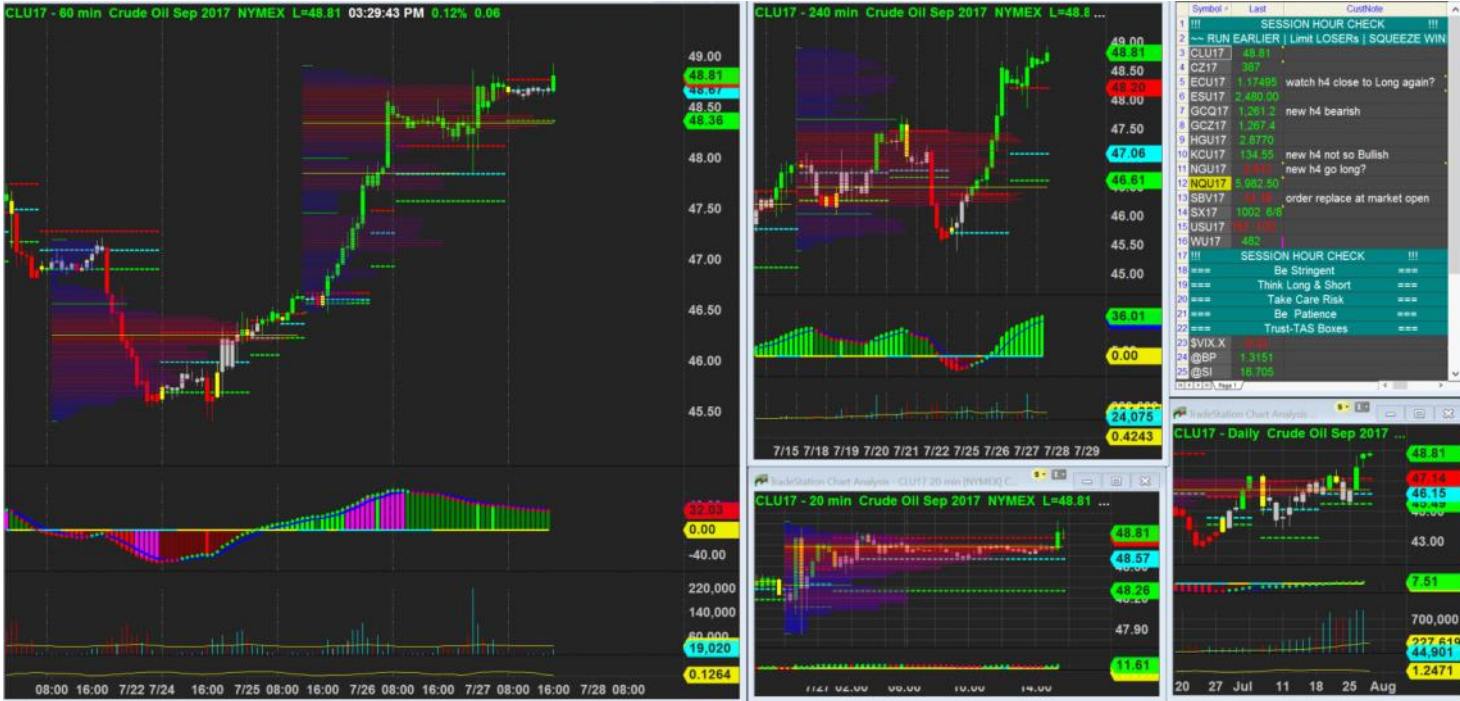 CLU17 - 60 min Crude Oil Sep 2017 NYMEX L=48.81 03:29:43 PM 0.12% 0.06
49.00
48.81
48.67
48.50
48.36
48.00
47.50
47.00
46.50
46.00
45.50
32.03
0.00
-40.00
220,000
140,000
60,000
19,020
0.1264
08:00 16:00 7/22 7/24 16:00 7/25 08:00 16:00 7/26 08:00 16:00 7/27 08:00 16:00 7/28 08:00
CLU17 - 240 min Crude Oil Sep 2017 NYMEX L=48.8 ...
49.00
48.81
48.50
48.20
48.00
47.50
47.06
46.61
46.00
45.50
45.00
36.01
0.00
24,075
0.4243
7/15 7/18 7/19 7/20 7/21 7/22 7/25 7/26 7/27 7/28 7/29
TradeStation Chart Analysis - CLU17 20 min [NYMEX] C...
CLU17 - 20 min Crude Oil Sep 2017 NYMEX L=48.81 ...
48.81
48.57
48.26
47.90
11.61
7/27 02:00 06:00 10:00 14:00
Symbol Last CustNote
1 !!! SESSION HOUR CHECK !!!
2 ~~ RUN EARLIER | Limit LOSERs | SQUEEZE WIN
3 CLU17 48.81
4 CZ17 387
5 ECU17 1.17495 watch h4 close to Long again?
6 ESU17 2,480.00
7 GCQ17 1,261.2 new h4 bearish
8 GCZ17 1,267.4
9 HGU17 2.8770
10 KCU17 134.55 new h4 not so Bullish
11 NGU17 new h4 go long?
12 NQU17 5,982.50
13 SBV17 order replace at market open
14 SX17 1002 6/8
15 USU17
16 WU17 482
17 !!! SESSION HOUR CHECK !!!
18 === Be Stringent ===
19 === Think Long & Short ===
20 === Take Care Risk ===
21 === Be Patience ===
22 === Trust-TAS Boxes ===
23 $VIX.X
24 @BP 1.3151
25 @SI 16.705
Page 1
TradeStation Chart Analysis ...
CLU17 - Daily Crude Oil Sep 2017 ...
48.81
47.14
46.15
45.49
43.00
7.51
700,000
227,619
44,901
1.2471
20 27 Jul 11 18 25 Aug